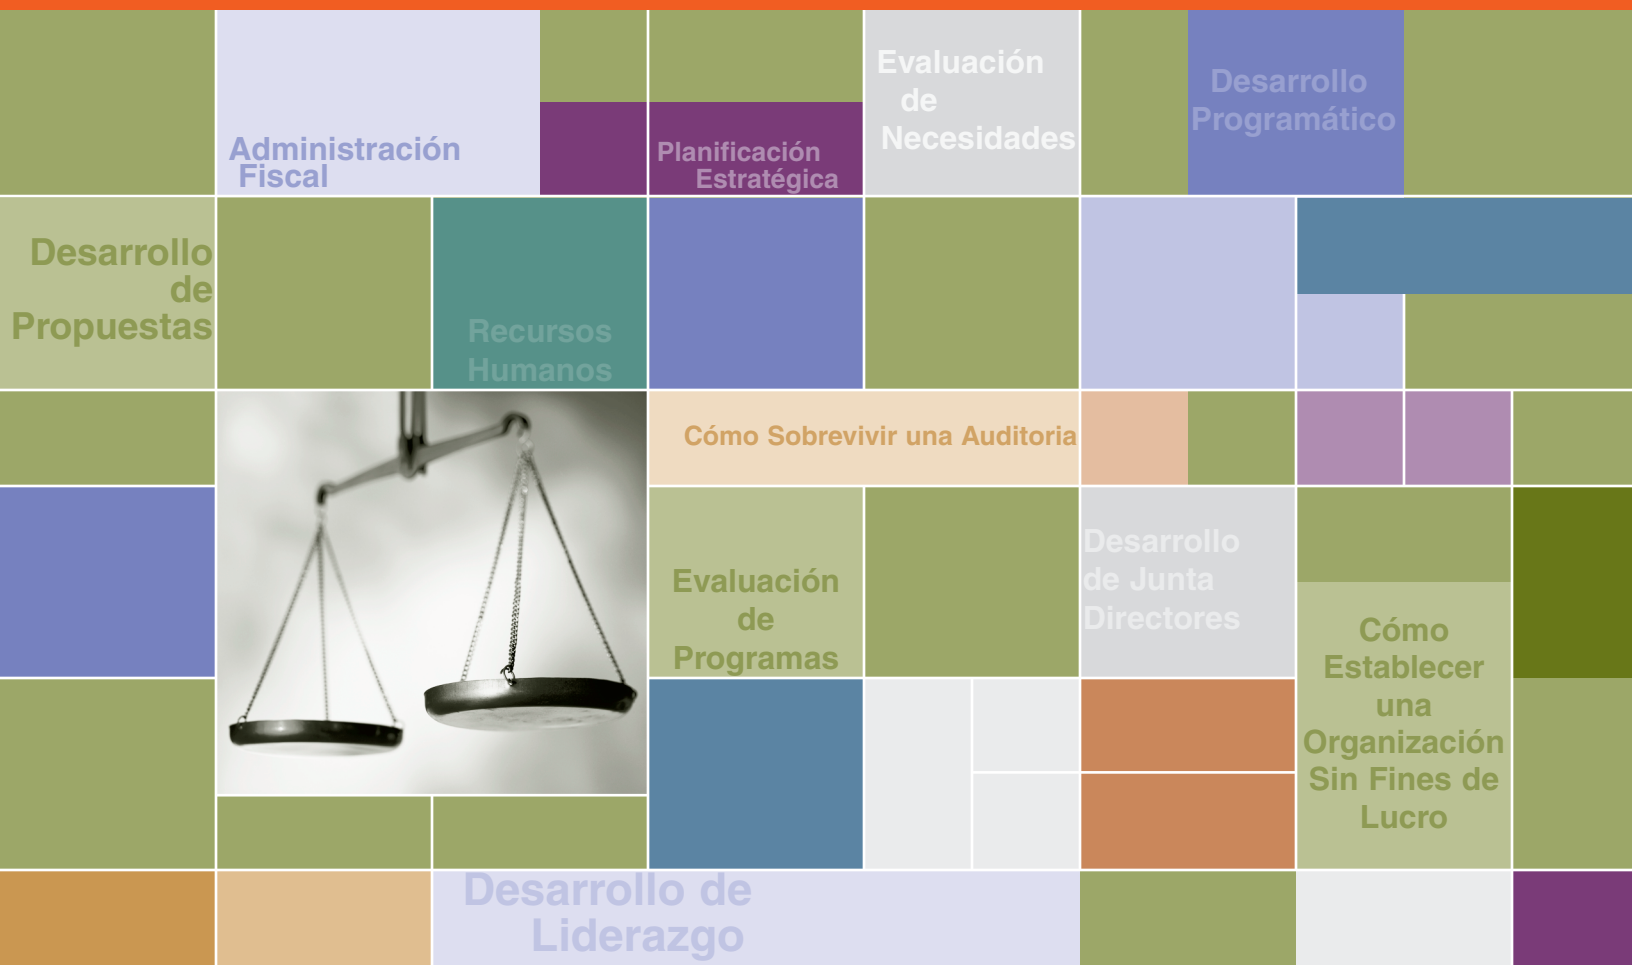 Administración
Fiscal
Planificación
Estratégica
Evaluación
de
Necesidades
Desarrollo
Programático
Desarrollo
de
Propuestas
Recursos
Humanos
Cómo Sobrevivir una Auditoria
Evaluación
de
Programas
Desarrollo
de Junta
Directores
Cómo
Establecer
una
Organización
Sin Fines de
Lucro
Desarrollo de
Liderazgo